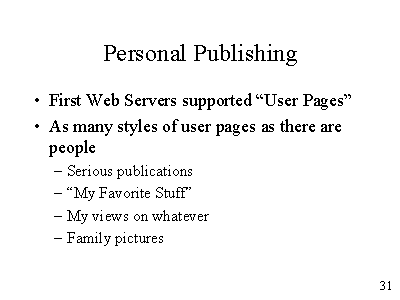 Personal Publishing
• First Web Servers supported “User Pages”
• As many styles of user pages as there are
people
– Serious publications
– “My Favorite Stuff”
– My views on whatever
– Family pictures
31